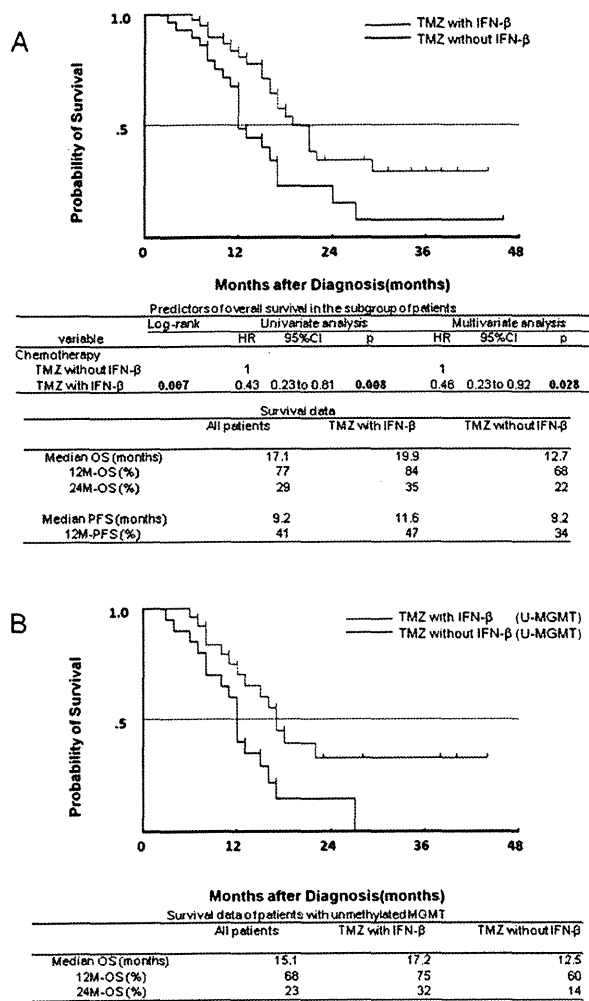 A
1.0
.5
Probability of Survival
TMZ with IFN-β
TMZ without IFN-β
0 12 24 36 48
Months after Diagnosis(months)
Predictors of overall survival in the subgroup of patients
Log-rank Univariate analysis Multivariate analysis
variable HR 95%CI p HR 95%CI p
Chemotherapy
TMZ without IFN-β 1 1
TMZ with IFN-β 0.007 0.43 0.23 to 0.81 0.008 0.46 0.23 to 0.92 0.028
Survival data
All patients TMZ with IFN-β TMZ without IFN-β
Median OS (months) 17.1 19.9 12.7
12M-OS (%) 77 84 68
24M-OS (%) 29 35 22
Median PFS (months) 9.2 11.6 8.2
12M-PFS (%) 41 47 34
B
1.0
.5
Probability of Survival
TMZ with IFN-β (U-MGMT)
TMZ without IFN-β (U-MGMT)
0 12 24 36 48
Months after Diagnosis(months)
Survival data of patients with unmethylated MGMT
All patients TMZ with IFN-β TMZ without IFN-β
Median OS (months) 15.1 17.2 12.5
12M-OS (%) 68 75 60
24M-OS (%) 23 32 14